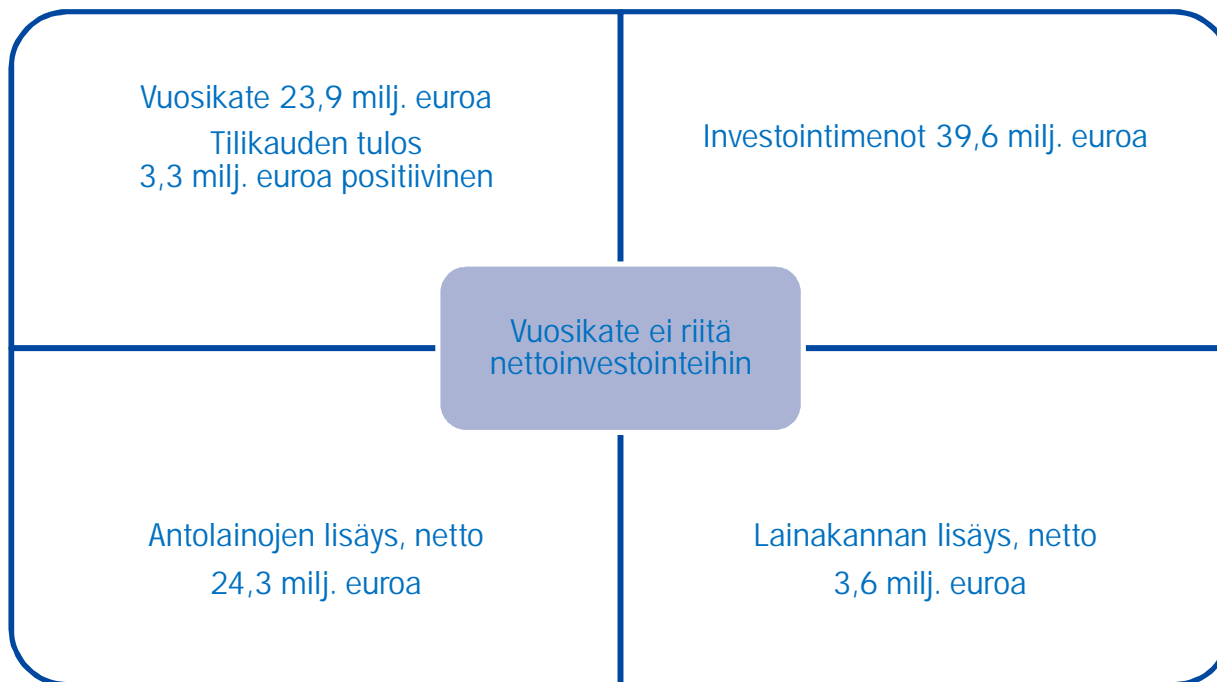 Vuosikate 23,9 milj. euroa
Tilikauden tulos
3,3 milj. euroa positiivinen
Investointimenot 39,6 milj. euroa
Vuosikate ei riitä
nettoinvestointeihin
Antolainojen lisäys, netto
24,3 milj. euroa
Lainakannan lisäys, netto
3,6 milj. euroa